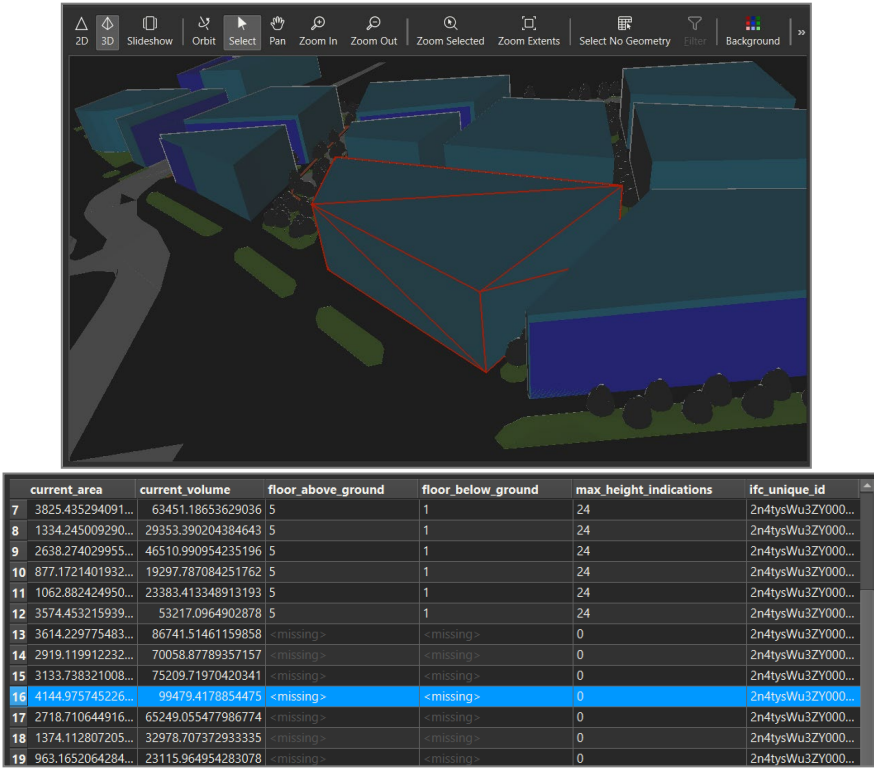 2D 3D Slideshow Orbit Select Pan Zoom In Zoom Out Zoom Selected Zoom Extents Select No Geometry Filter Background »
current_area current_volume floor_above_ground floor_below_ground max_height_indications ifc_unique_id
7 3825.435294091... 63451.18653629036 5 1 24 2n4tysWu3ZY000...
8 1334.245009290... 29353.390204384643 5 1 24 2n4tysWu3ZY000...
9 2638.274029955... 46510.990954235196 5 1 24 2n4tysWu3ZY000...
10 877.1721401932... 19297.787084251762 5 1 24 2n4tysWu3ZY000...
11 1062.882424950... 23383.413348913193 5 1 24 2n4tysWu3ZY000...
12 3574.453215939... 53217.0964902878 5 1 24 2n4tysWu3ZY000...
13 3614.229775483... 86741.51461159858 <missing> <missing> 0 2n4tysWu3ZY000...
14 2919.119912232... 70058.87789357157 <missing> <missing> 0 2n4tysWu3ZY000...
15 3133.738321008... 75209.71970420341 <missing> <missing> 0 2n4tysWu3ZY000...
16 4144.975745226... 99479.4178854475 <missing> <missing> 0 2n4tysWu3ZY000...
17 2718.710644916... 65249.055477986774 <missing> <missing> 0 2n4tysWu3ZY000...
18 1374.112807205... 32978.707372933335 <missing> <missing> 0 2n4tysWu3ZY000...
19 963.1652064284... 23115.964954283078 <missing> <missing> 0 2n4tysWu3ZY000...